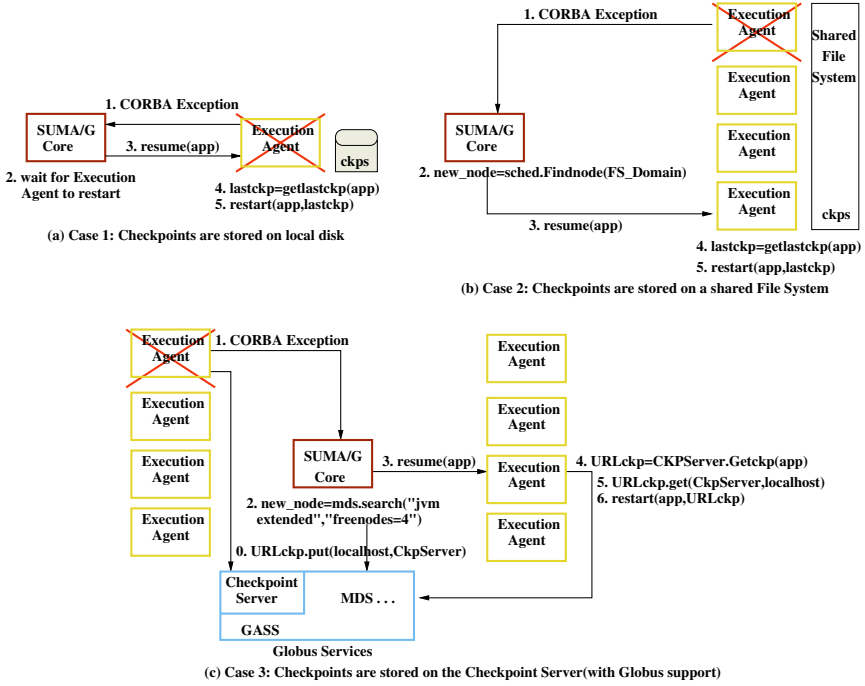 1. CORBA Exception
SUMA/G
Core
Execution
Agent
3. resume(app)
ckps
2. wait for Execution
Agent to restart
4. lastckp=getlastckp(app)
5. restart(app,lastckp)
(a) Case 1: Checkpoints are stored on local disk
1. CORBA Exception
Execution
Agent
Shared
File
System
Execution
Agent
SUMA/G
Core
Execution
Agent
2. new_node=sched.Findnode(FS_Domain)
Execution
Agent
3. resume(app)
ckps
4. lastckp=getlastckp(app)
5. restart(app,lastckp)
(b) Case 2: Checkpoints are stored on a shared File System
Execution
Agent
1. CORBA Exception
Execution
Agent
Execution
Agent
Execution
Agent
SUMA/G
Core
3. resume(app)
2. new_node=mds.search("jvm
extended","freenodes=4")
0. URLckp.put(localhost,CkpServer)
Execution
Agent
Execution
Agent
Execution
Agent
Execution
Agent
4. URLckp=CKPServer.Getckp(app)
5. URLckp.get(CkpServer,localhost)
6. restart(app,URLckp)
Checkpoint
Server
MDS . . .
GASS
Globus Services
(c) Case 3: Checkpoints are stored on the Checkpoint Server(with Globus support)